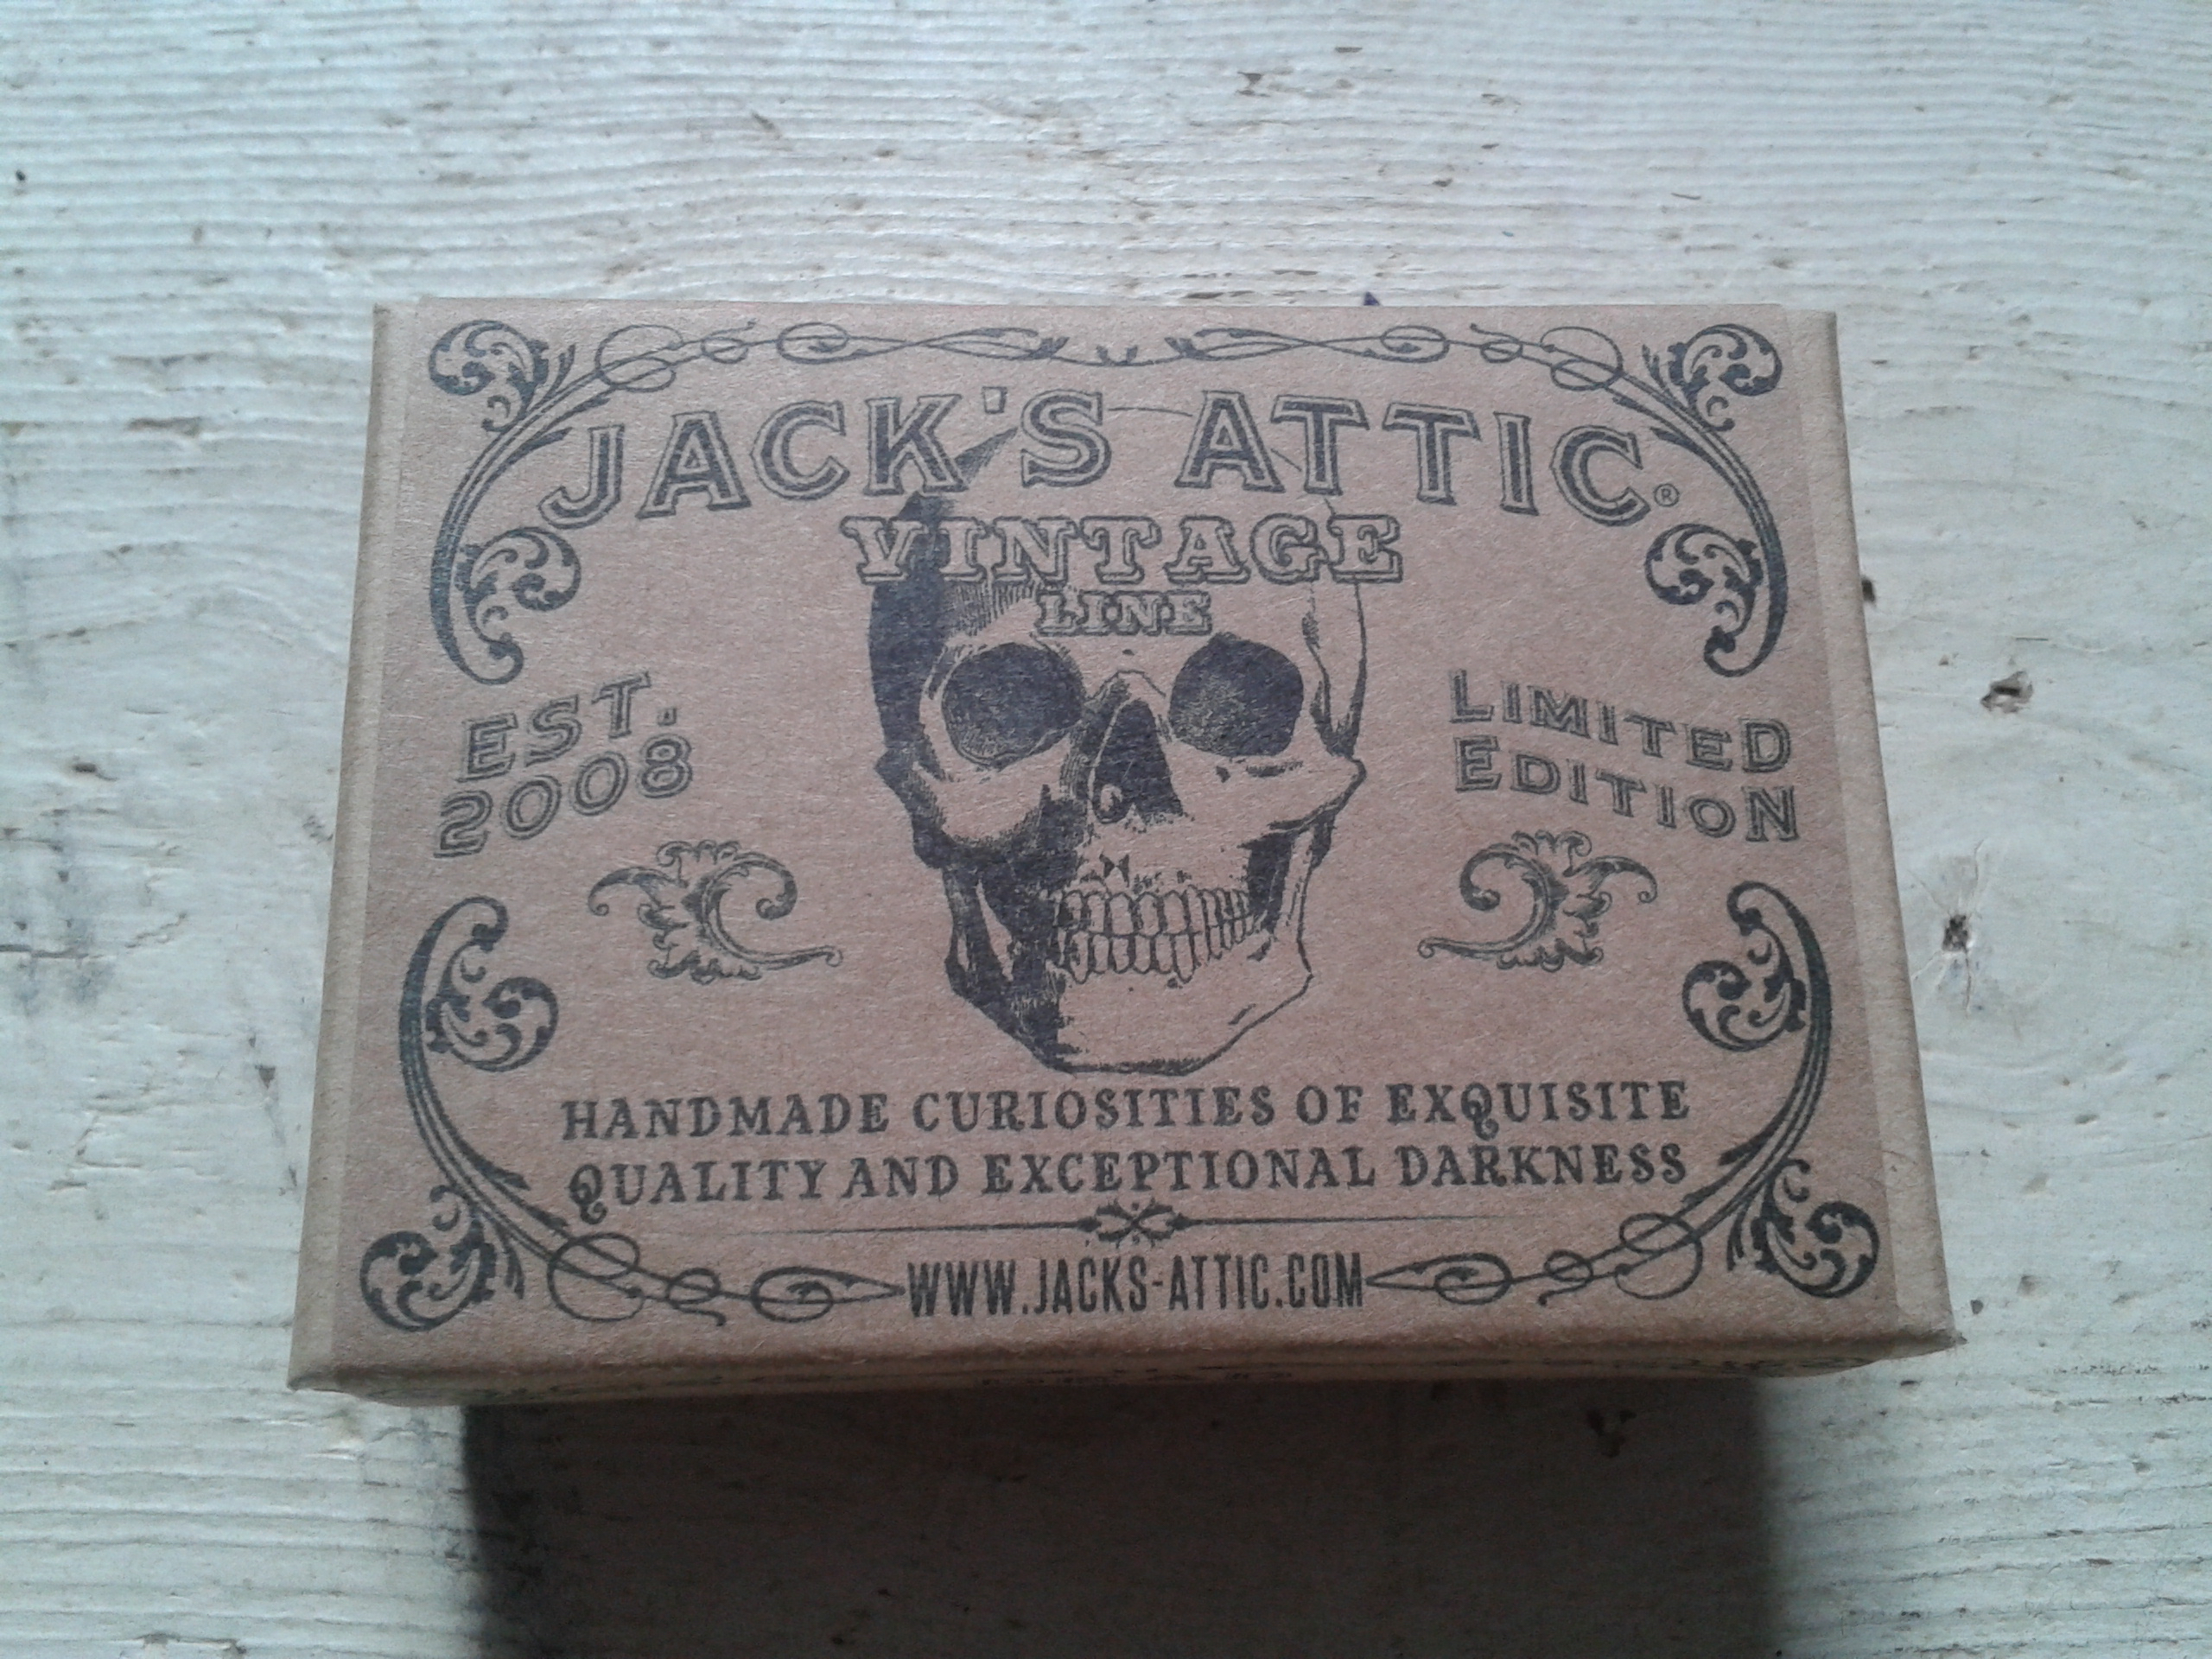 JACK'S ATTIC®
VINTAGE
LINE
EST.
2008
LIMITED
EDITION
HANDMADE CURIOSITIES OF EXQUISITE
QUALITY AND EXCEPTIONAL DARKNESS
WWW.JACKS-ATTIC.COM